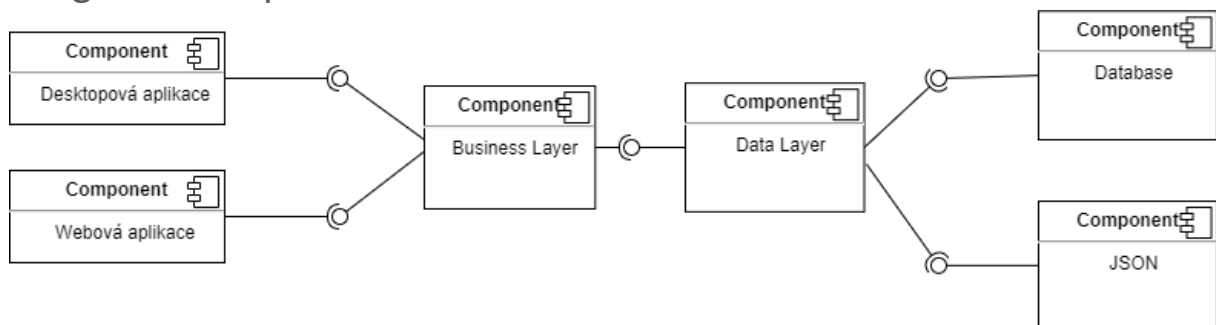 Component
Desktopová aplikace
Component
Webová aplikace
Component
Business Layer
Component
Data Layer
Component
Database
Component
JSON